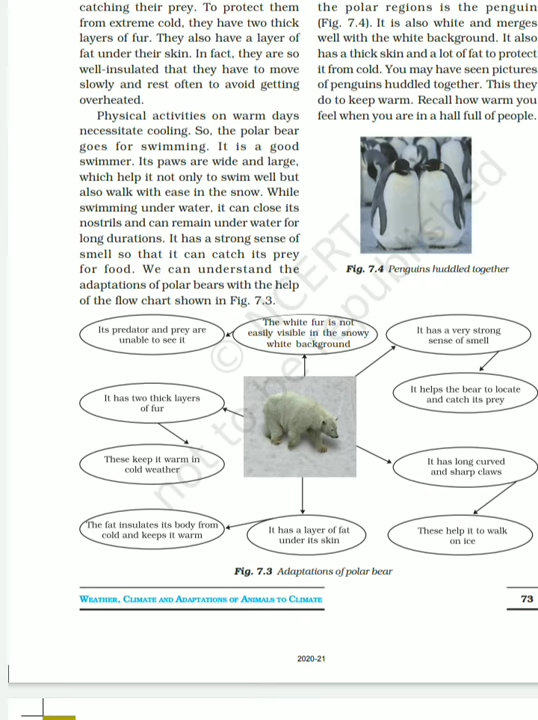 catching their prey. To protect them
from extreme cold, they have two thick
layers of fur. They also have a layer of
fat under their skin. In fact, they are so
well-insulated that they have to move
slowly and rest often to avoid getting
overheated.
Physical activities on warm days
necessitate cooling. So, the polar bear
goes for swimming. It is a good
swimmer. Its paws are wide and large,
which help it not only to swim well but
also walk with ease in the snow. While
swimming under water, it can close its
nostrils and can remain under water for
long durations. It has a strong sense of
smell so that it can catch its prey
for food. We can understand the
adaptations of polar bears with the help
of the flow chart shown in Fig. 7.3.
the polar regions is the penguin
(Fig. 7.4). It is also white and merges
well with the white background. It also
has a thick skin and a lot of fat to protect
it from cold. You may have seen pictures
of penguins huddled together. This they
do to keep warm. Recall how warm you
feel when you are in a hall full of people.
Fig. 7.4 Penguins huddled together
Its predator and prey are
unable to see it
The white fur is not
easily visible in the snowy
white background
It has a very strong
sense of smell
It has two thick layers
of fur
It helps the bear to locate
and catch its prey
These keep it warm in
cold weather
It has long curved
and sharp claws
The fat insulates its body from
cold and keeps it warm
It has a layer of fat
under its skin
These help it to walk
on ice
Fig. 7.3 Adaptations of polar bear
WEATHER, CLIMATE AND ADAPTATIONS OF ANIMALS TO CLIMATE
73
2020-21
© NCERT
not to be republished